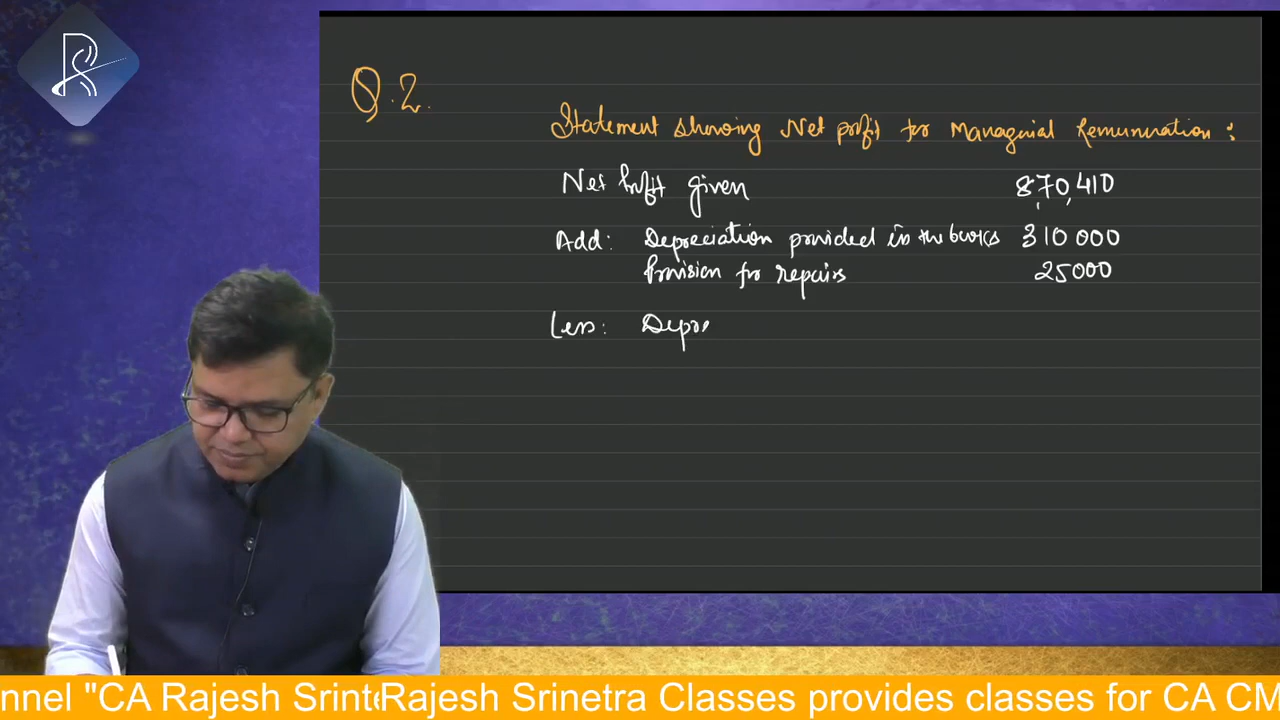 Q.2.
Statement showing Net profit for Managerial Remuneration :
Net Profit given 870,410
Add: Depreciation provided in the books 310 000
Provision for repairs 25000
Less: Depre
nnel "CA Rajesh Srinte Rajesh Srinetra Classes provides classes for CA CM